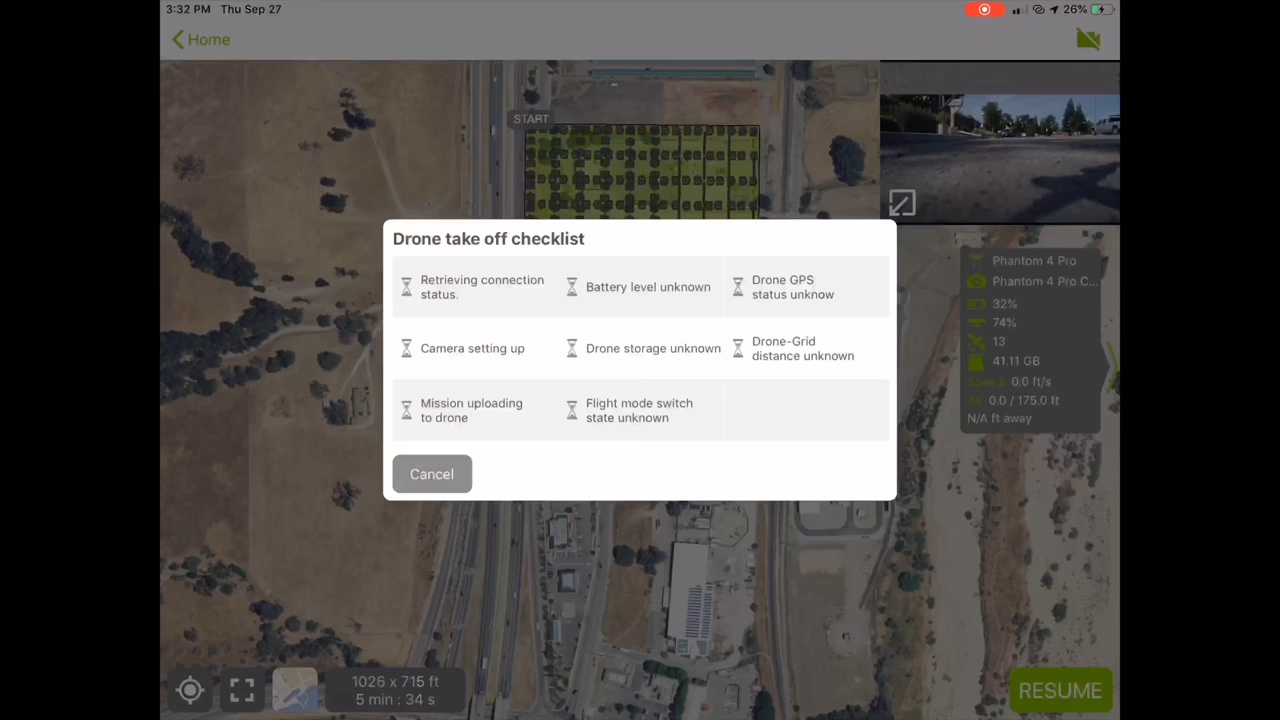 3:32 PM Thu Sep 27
26%
Home
START
Drone take off checklist
Retrieving connection
status.
Battery level unknown
Drone GPS
status unknow
Camera setting up
Drone storage unknown
Drone-Grid
distance unknown
Mission uploading
to drone
Flight mode switch
state unknown
Cancel
Phantom 4 Pro
Phantom 4 Pro C...
32%
74%
13
41.11 GB
Speed: 0.0 ft/s
Alt: 0.0 / 175.0 ft
N/A ft away
1026 x 715 ft
5 min : 34 s
RESUME